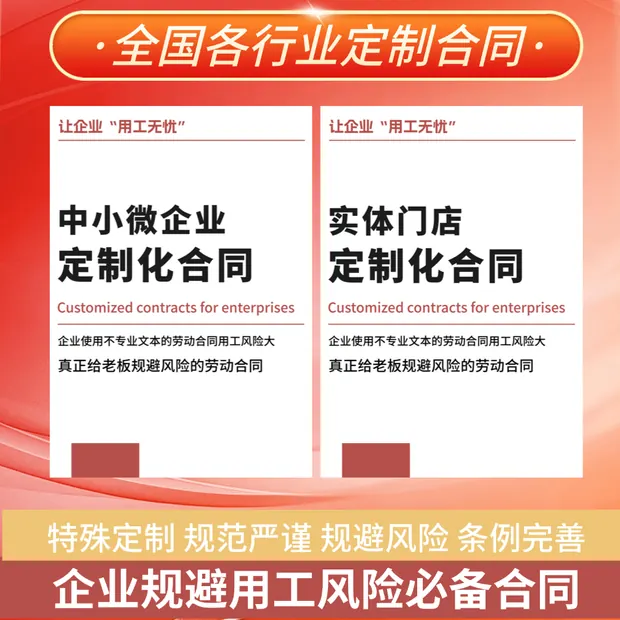 ·全国各行业定制合同·
让企业“用工无忧”
中小微企业
定制化合同
Customized contracts for enterprises
企业使用不专业文本的劳动合同用工风险大
真正给老板规避风险的劳动合同
让企业“用工无忧”
实体门店
定制化合同
Customized contracts for enterprises
企业使用不专业文本的劳动合同用工风险大
真正给老板规避风险的劳动合同
特殊定制 规范严谨 规避风险 条例完善
企业规避用工风险必备合同